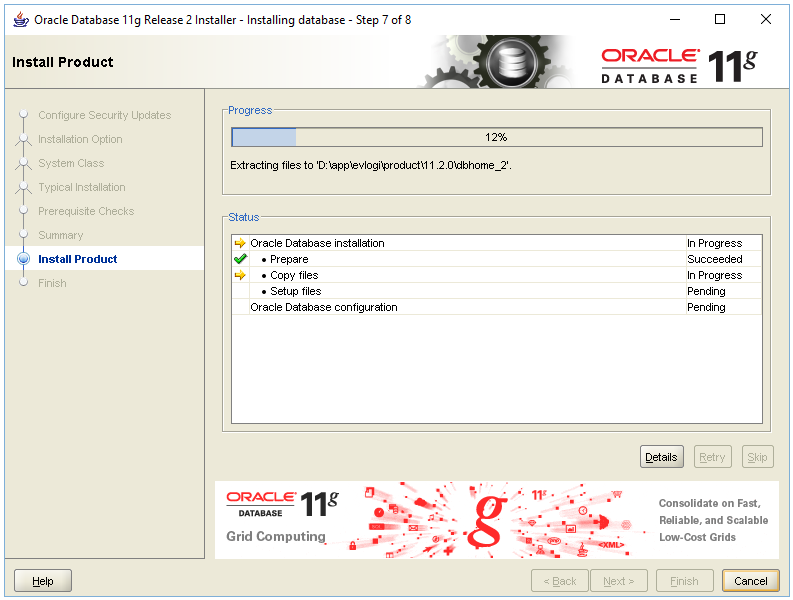 Oracle Database 11g Release 2 Installer - Installing database - Step 7 of 8
Install Product
ORACLE
DATABASE
11g
Configure Security Updates
Installation Option
System Class
Typical Installation
Prerequisite Checks
Summary
Install Product
Finish
Progress
12%
Extracting files to 'D:\app\evlogi\product\11.2.0\dbhome_2'.
Status
Oracle Database installation In Progress
• Prepare Succeeded
• Copy files In Progress
• Setup files Pending
Oracle Database configuration Pending
Details Retry Skip
ORACLE
DATABASE
11g
Grid Computing
g
11g
php
<XML>
Consolidate on Fast,
Reliable, and Scalable
Low-Cost Grids
Help < Back Next > Finish Cancel